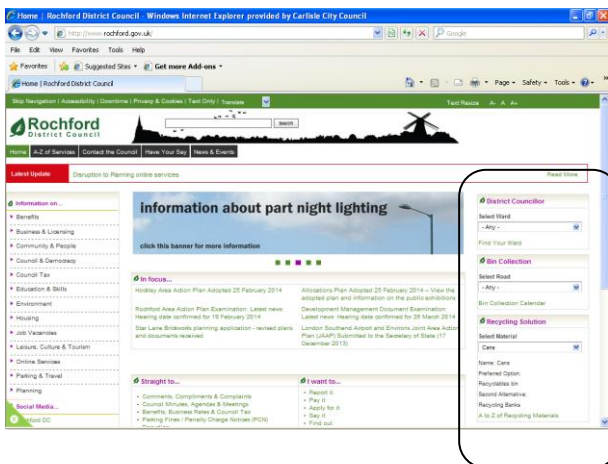 Home | Rochford District Council - Windows Internet Explorer provided by Carlisle City Council
http://www.rochford.gov.uk/
Google
File Edit View Favorites Tools Help
Favorites Suggested Sites Get more Add-ons
Home | Rochford District Council
Page Safety Tools
Skip Navigation | Accessibility | Downtime | Privacy & Cookies | Text Only | Translate
Text Resize A- A A+
Rochford
District Council
Search
Home A-Z of Services Contact the Council Have Your Say News & Events
Latest Update Disruption to Planning online services Read More
Information on...
Benefits
Business & Licensing
Community & People
Council & Democracy
Council Tax
Education & Skills
Environment
Housing
Job Vacancies
Leisure, Culture & Tourism
Online Services
Parking & Travel
Planning
Social Media...
information about part night lighting
click this banner for more information
In focus...
Hockley Area Action Plan Adopted 25 February 2014
Rochford Area Action Plan Examination: Latest news: Hearing date confirmed for 19 February 2014
Star Lane Brickworks planning application - revised plans and documents received
Allocations Plan Adopted 25 February 2014 – View the adopted plan and information on the public exhibitions
Development Management Document Examination: Latest news: Hearing date confirmed for 26 March 2014
London Southend Airport and Environs Joint Area Action Plan (JAAP) Submitted to the Secretary of State (17 December 2013)
Straight to...
Comments, Compliments & Complaints
Council Minutes, Agendas & Meetings
Benefits, Business Rates & Council Tax
Parking Fines / Penalty Charge Notices (PCN)
I want to...
Report it
Pay it
Apply for it
Say it
Find out
District Councillor
Select Ward
- Any -
Find Your Ward
Bin Collection
Select Road
- Any -
Bin Collection Calendar
Recycling Solution
Select Material
Cans
Name: Cans
Preferred Option:
Recyclables bin
Second Alternative:
Recycling Banks
A to Z of Recycling Materials